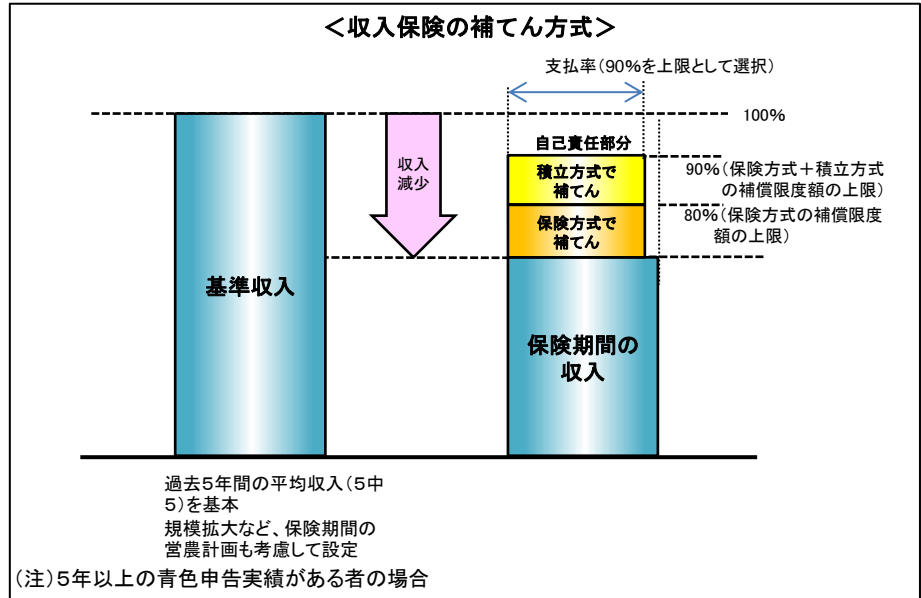 ＜収入保険の補てん方式＞
支払率（90％を上限として選択）
100％
自己責任部分
収入
減少
積立方式で
補てん
90％（保険方式＋積立方式
の補償限度額の上限）
保険方式で
補てん
80％（保険方式の補償限度
額の上限）
基準収入
保険期間の
収入
過去５年間の平均収入（５中
５）を基本
規模拡大など、保険期間の
営農計画も考慮して設定
（注）５年以上の青色申告実績がある者の場合